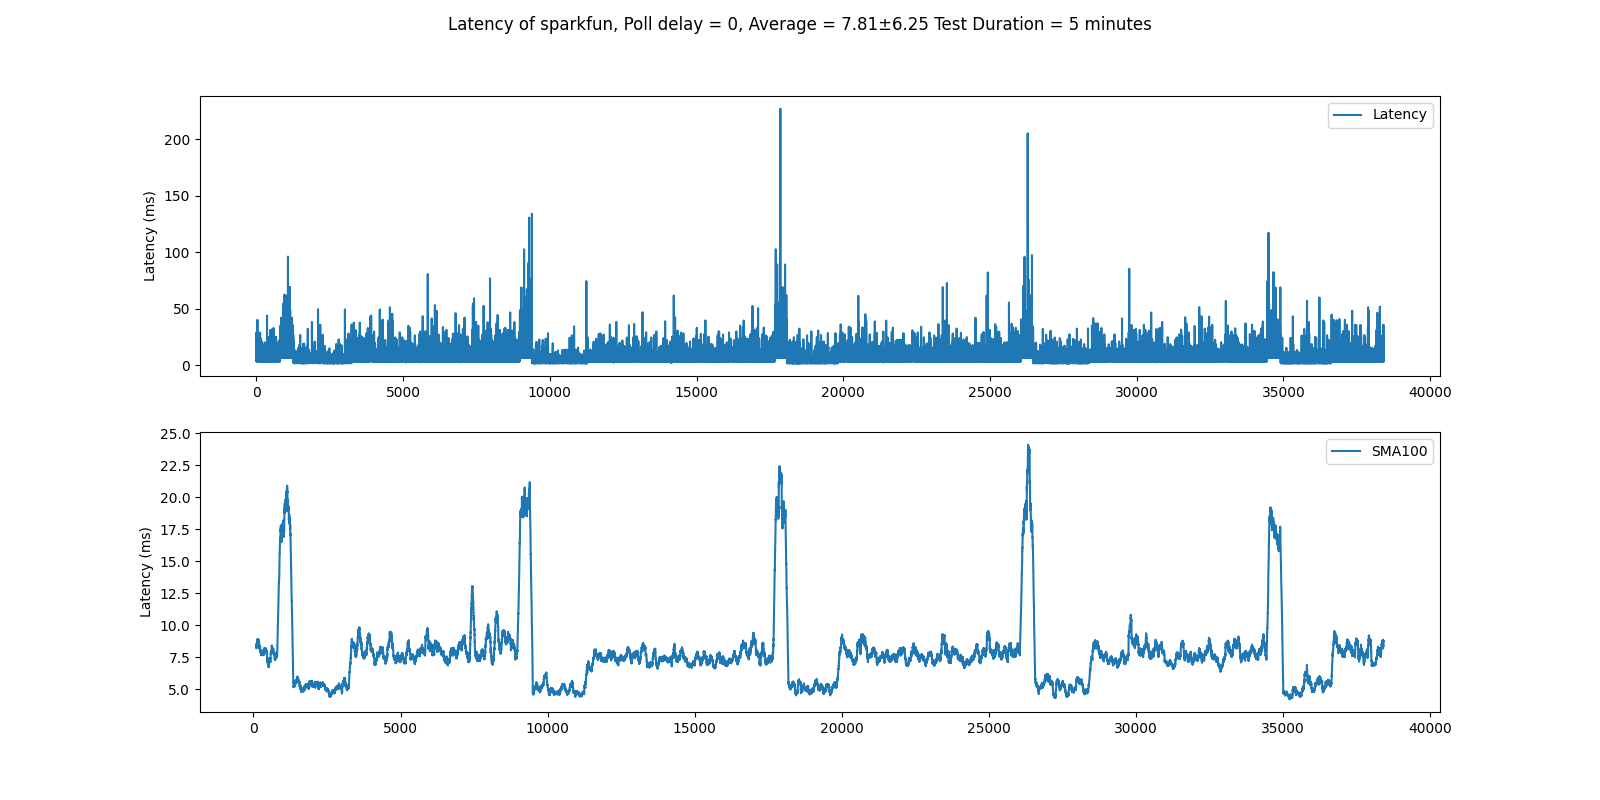 Latency of sparkfun, Poll delay = 0, Average = 7.81±6.25 Test Duration = 5 minutes
Latency
Latency (ms)
200
150
100
50
0
0 5000 10000 15000 20000 25000 30000 35000 40000
SMA100
Latency (ms)
25.0
22.5
20.0
17.5
15.0
12.5
10.0
7.5
5.0
0 5000 10000 15000 20000 25000 30000 35000 40000